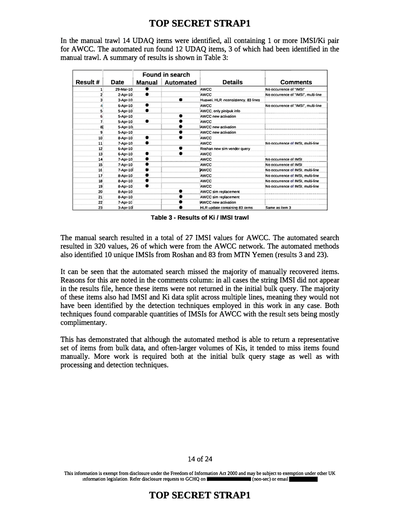 TOP SECRET STRAP1
In the manual trawl 14 UDAQ items were identified, all containing 1 or more IMSI/Ki pair
for AWCC. The automated run found 12 UDAQ items, 3 of which had been identified in the
manual trawl. A summary of results is shown in Table 3:
Found in search
Result # Date Manual Automated Details Comments
1 29-Mar-10 ● AWCC No occurrence of "IMSI"
2 2-Apr-10 ● AWCC No occurrence of "IMSI", multi-line
3 3-Apr-10 ● Huawei HLR 83 lines
4 6-Apr-10 ● AWCC No occurrence of "IMSI", multi-line
5 5-Apr-10 ● AWCC only pin/puk info
6 5-Apr-10 ● AWCC new activation
7 5-Apr-10 ● ● AWCC
8 5-Apr-10 ● AWCC new activation
9 5-Apr-10 ● AWCC new activation
10 8-Apr-10 ● ● AWCC
11 7-Apr-10 ● AWCC No occurrence of IMSI, multi-line
12 6-Apr-10 ● Roshan new sim vendor query
13 5-Apr-10 ● ● AWCC
14 7-Apr-10 ● AWCC No occurrence of IMSI
15 7-Apr-10 ● AWCC No occurrence of IMSI
16 7-Apr-10 ● AWCC No occurrence of IMSI, multi-line
17 8-Apr-10 ● AWCC No occurrence of IMSI, multi-line
18 8-Apr-10 ● AWCC No occurrence of IMSI, multi-line
19 8-Apr-10 ● AWCC No occurrence of IMSI, multi-line
20 8-Apr-10 ● AWCC sim replacement
21 8-Apr-10 ● AWCC sim replacement
22 7-Apr-10 ● AWCC new activation
23 3-Apr-10 ● HLR update containing 83 items Same as item 3
Table 3 - Results of Ki / IMSI trawl
The manual search resulted in a total of 27 IMSI values for AWCC. The automated search
resulted in 320 values, 26 of which were from the AWCC network. The automated methods
also identified 10 unique IMSIs from Roshan and 83 from MTN Yemen (results 3 and 23).
It can be seen that the automated search missed the majority of manually recovered items.
Reasons for this are noted in the comments column: in all cases the string IMSI did not appear
in the results file, hence these items were not returned in the initial bulk query. The majority
of these items also had IMSI and Ki data split across multiple lines, meaning they would not
have been identified by the detection techniques employed in this work in any case. Both
techniques found comparable quantities of IMSIs for AWCC with the result sets being mostly
complimentary.
This has demonstrated that although the automated method is able to return a representative
set of items from bulk data, and often-larger volumes of Kis, it tended to miss items found
manually. More work is required both at the initial bulk query stage as well as with
processing and detection techniques.
14 of 24
This information is exempt from disclosure under the Freedom of Information Act 2000 and may be subject to exemption under other UK
information legislation. Refer disclosure requests to GCHQ on (non-sec) or email
TOP SECRET STRAP1